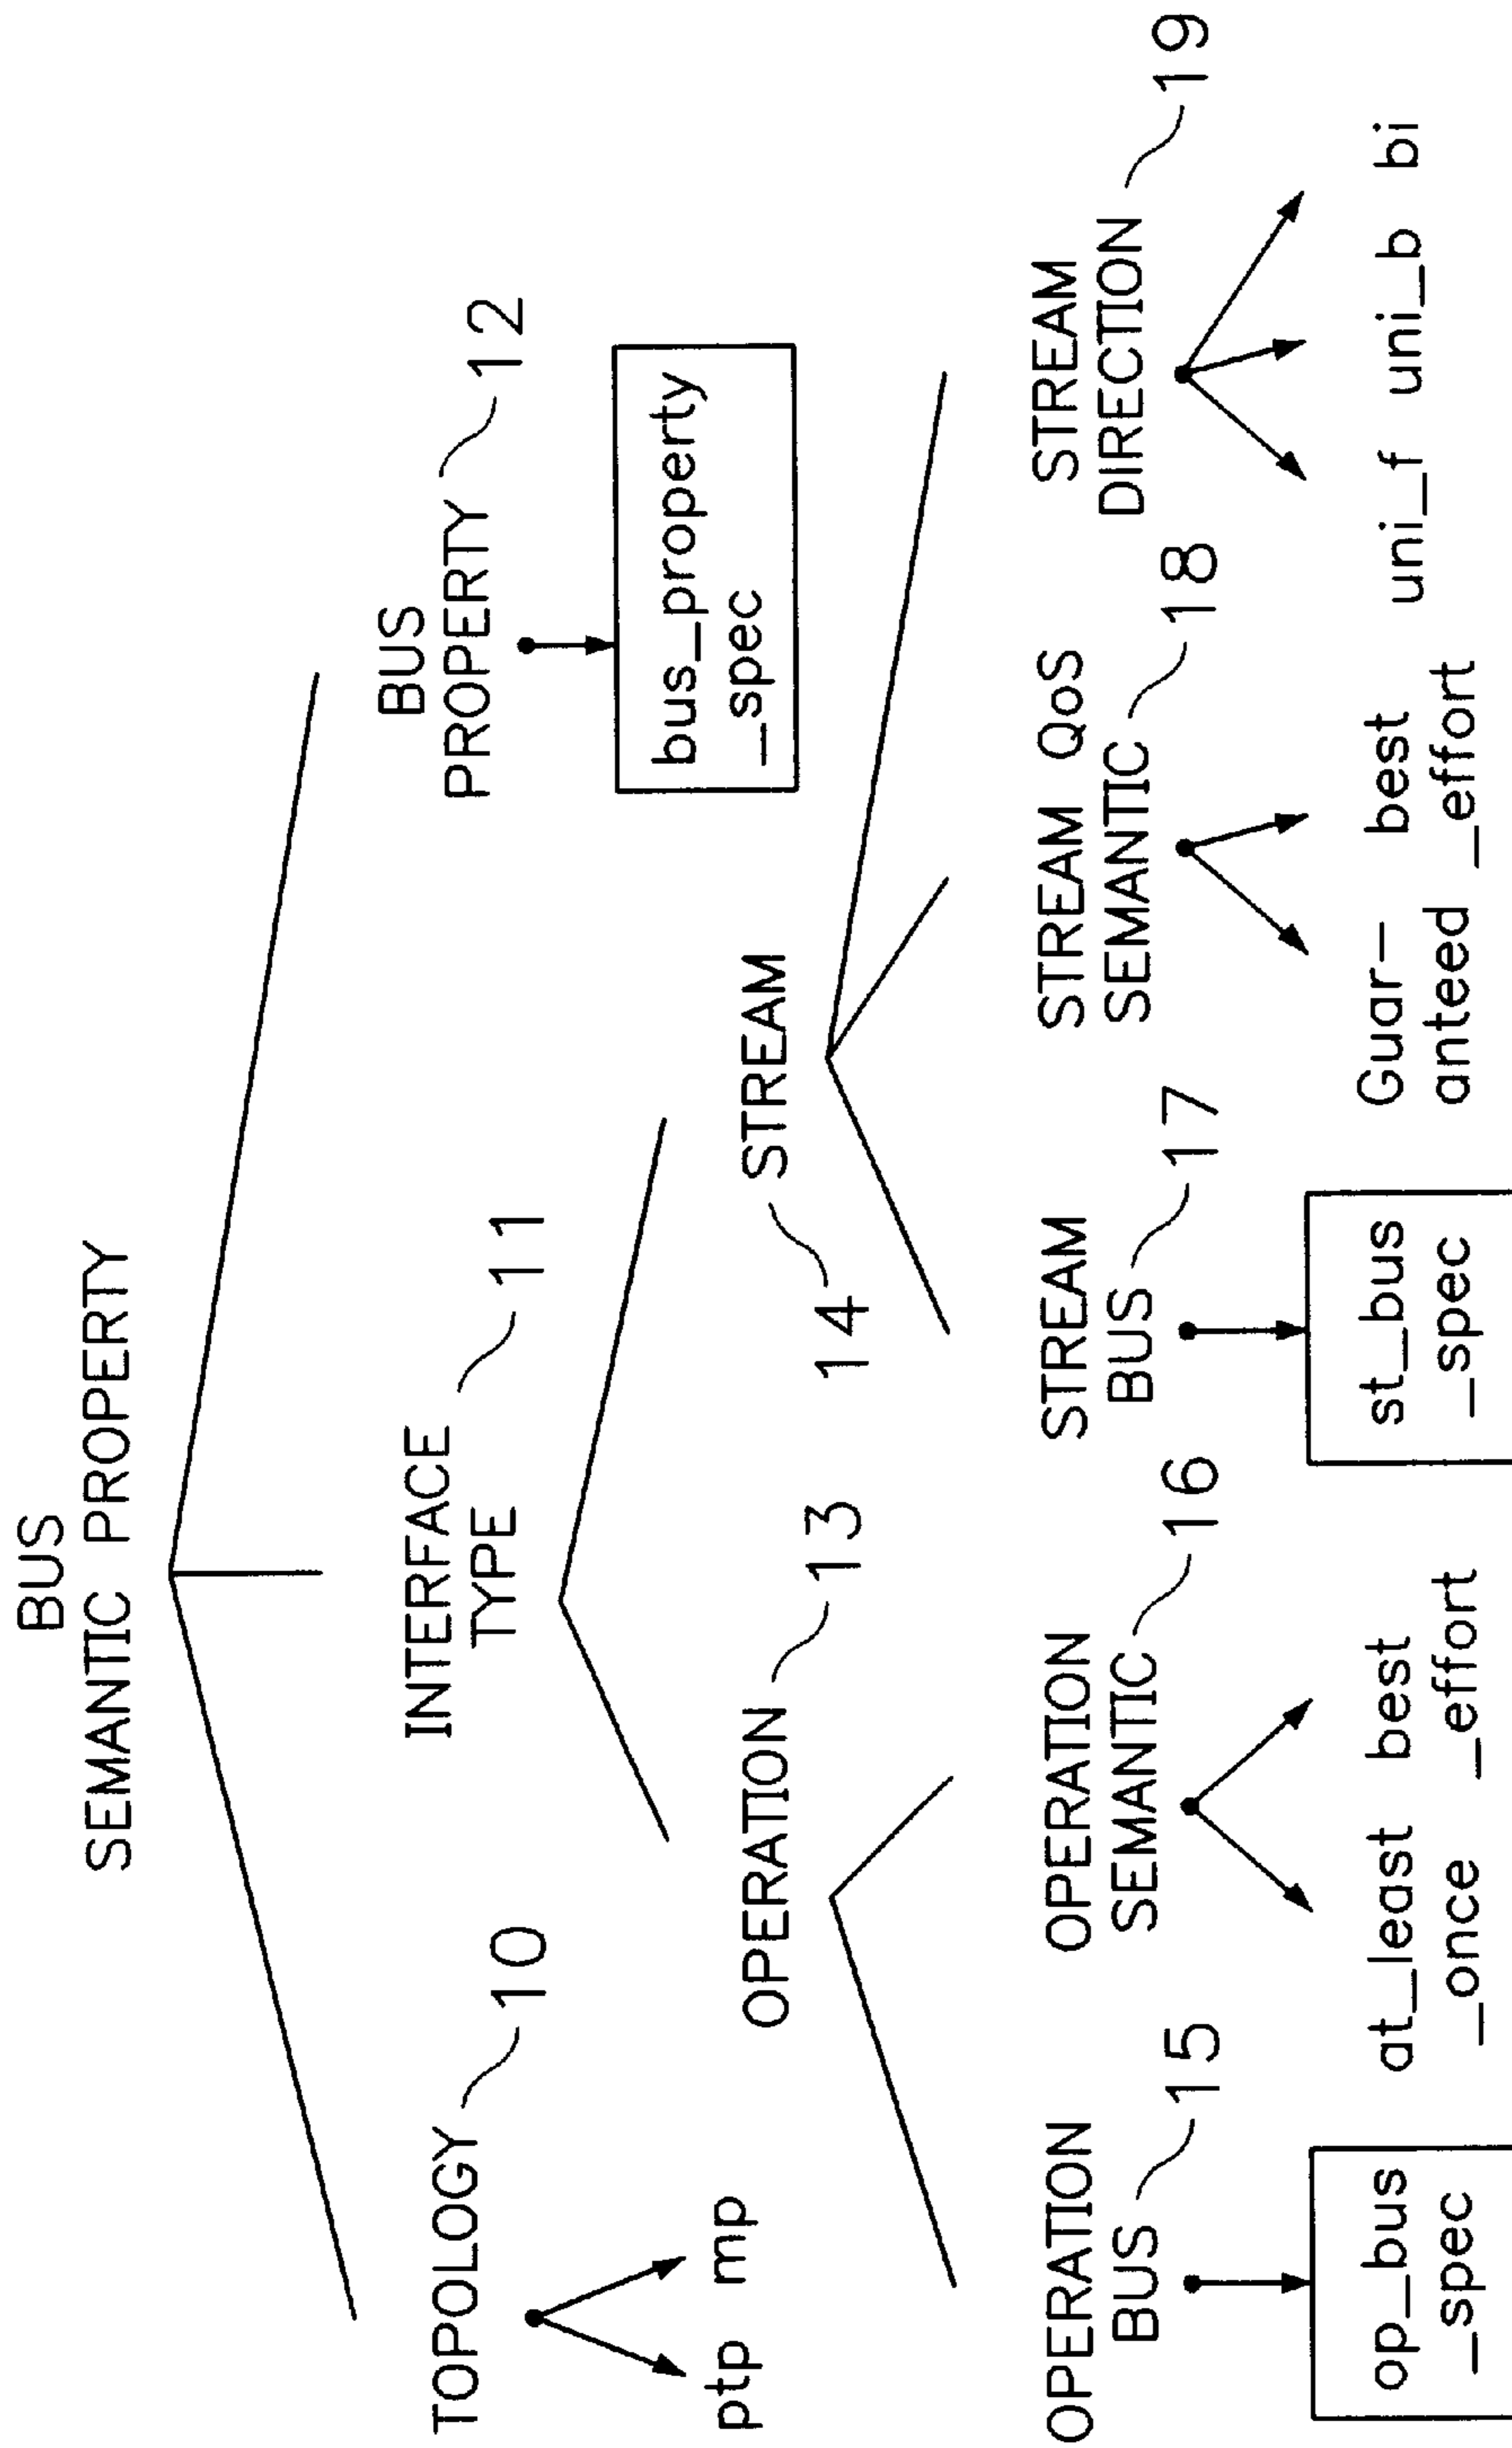 BUS
SEMANTIC PROPERTY
TOPOLOGY 10
ptp mp
INTERFACE
TYPE 11
BUS
PROPERTY 12
bus_property
_spec
OPERATION 13
STREAM
14
OPERATION
BUS 15
op_bus
_spec
OPERATION
SEMANTIC 16
at_least
_once
best
_effort
STREAM
BUS 17
st_bus
_spec
STREAM QoS
SEMANTIC 18
Guar-
anteed
best
_effort
STREAM
DIRECTION 19
uni_f uni_b bi